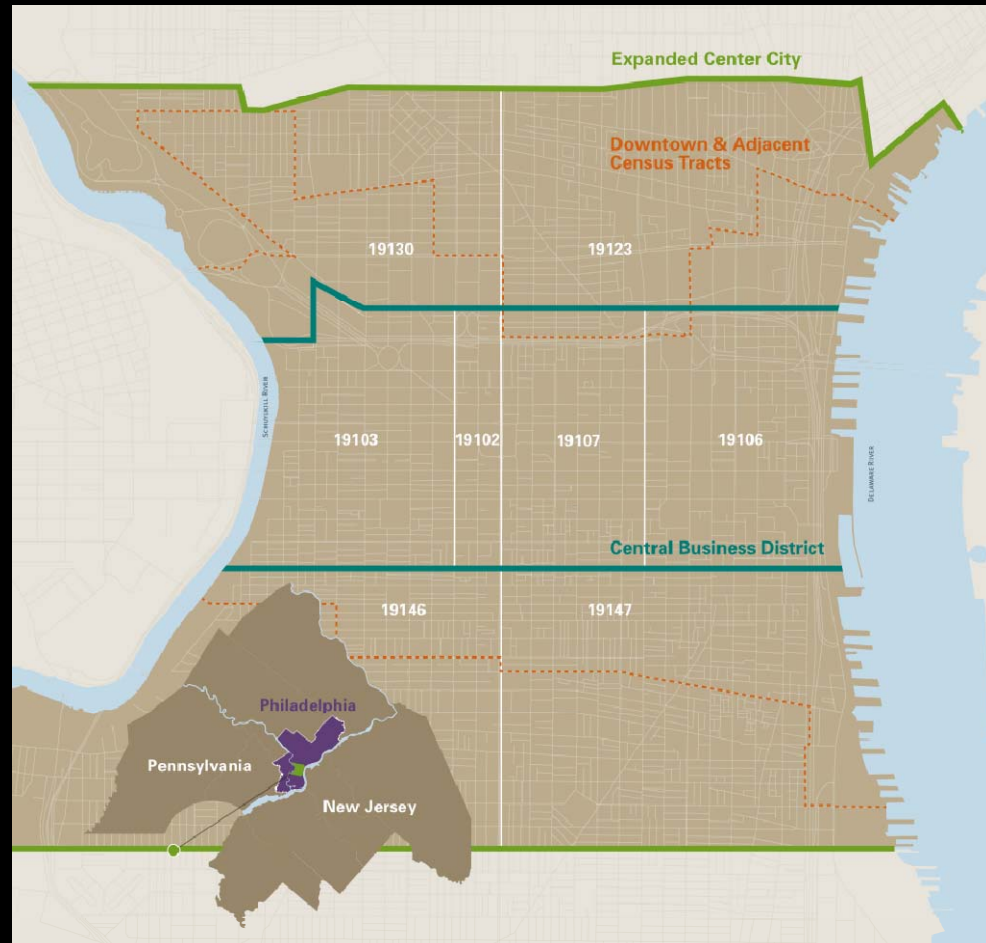 Expanded Center City
Downtown & Adjacent
Census Tracts
19130
19123
SCHUYLKILL RIVER
19103
19102
19107
19106
DELAWARE RIVER
Central Business District
19146
19147
Philadelphia
Pennsylvania
New Jersey